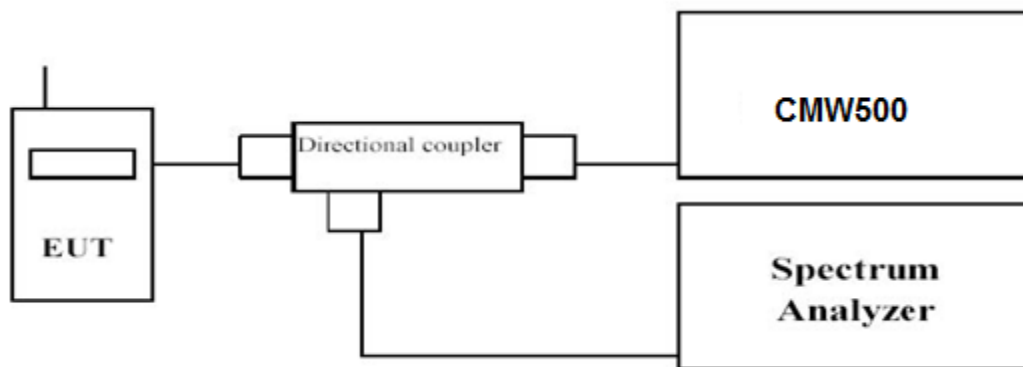 EUT
Directional coupler
CMW500
Spectrum
Analyzer